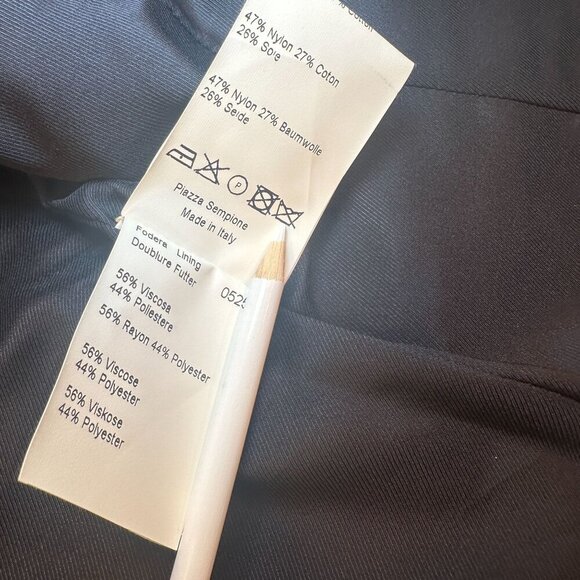 Cotton
47% Nylon 27% Coton
26% Soie
47% Nylon 27% Baumwolle
26% Seide
P
Piazza Sempione
Made in Italy
Fodera Lining
Doublure Futter
052
56% Viscosa
44% Poliestere
56% Rayon 44% Polyester
56% Viscose
44% Polyester
56% Viskose
44% Polyester